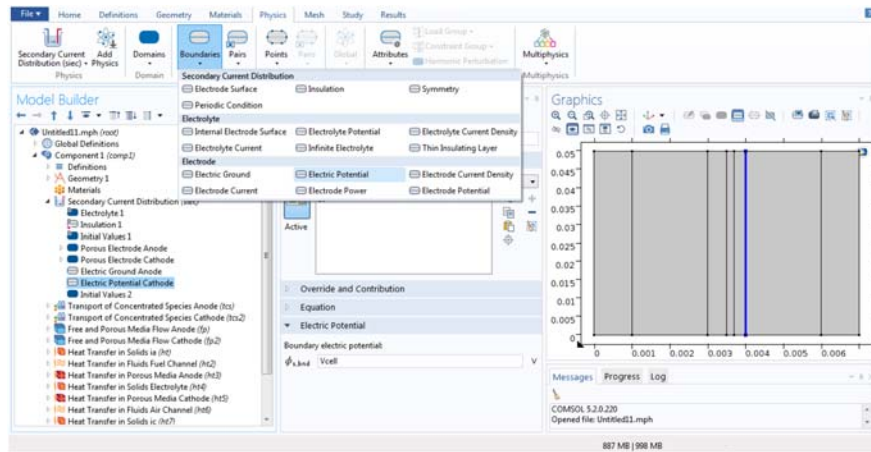 File Home Definitions Geometry Materials Physics Mesh Study Results
Secondary Current Distribution (siec) Add Physics Domains Boundaries Pairs Points Pairs Global Attributes Load Group Constraint Group Harmonic Perturbation Multiphysics
Physics Domain Multiphysics
Secondary Current Distribution
Electrode Surface Insulation Symmetry
Periodic Condition
Electrolyte
Internal Electrode Surface Electrolyte Potential Electrolyte Current Density
Electrolyte Current Infinite Electrolyte Thin Insulating Layer
Electrode
Electric Ground Electric Potential Electrode Current Density
Electrode Current Electrode Power Electrode Potential
Model Builder
Untitled11.mph (root)
Global Definitions
Component 1 (comp1)
Definitions
Geometry 1
Materials
Secondary Current Distribution (siec)
Electrolyte 1
Insulation 1
Initial Values 1
Porous Electrode Anode
Porous Electrode Cathode
Electric Ground Anode
Electric Potential Cathode
Initial Values 2
Transport of Concentrated Species Anode (tcs)
Transport of Concentrated Species Cathode (tcs2)
Free and Porous Media Flow Anode (fp)
Free and Porous Media Flow Cathode (fp2)
Heat Transfer in Solids ia (ht)
Heat Transfer in Fluids Fuel Channel (ht2)
Heat Transfer in Porous Media Anode (ht3)
Heat Transfer in Solids Electrolyte (ht4)
Heat Transfer in Porous Media Cathode (ht5)
Heat Transfer in Fluids Air Channel (ht6)
Heat Transfer in Solids ic (ht7)
Active
Override and Contribution
Equation
Electric Potential
Boundary electric potential:
ϕs,bnd Vcell V
Graphics
0.05
0.045
0.04
0.035
0.03
0.025
0.02
0.015
0.01
0.005
0
0 0.001 0.002 0.003 0.004 0.005 0.006
Messages Progress Log
COMSOL 5.2.0.220
Opened file: Untitled11.mph
887 MB | 998 MB